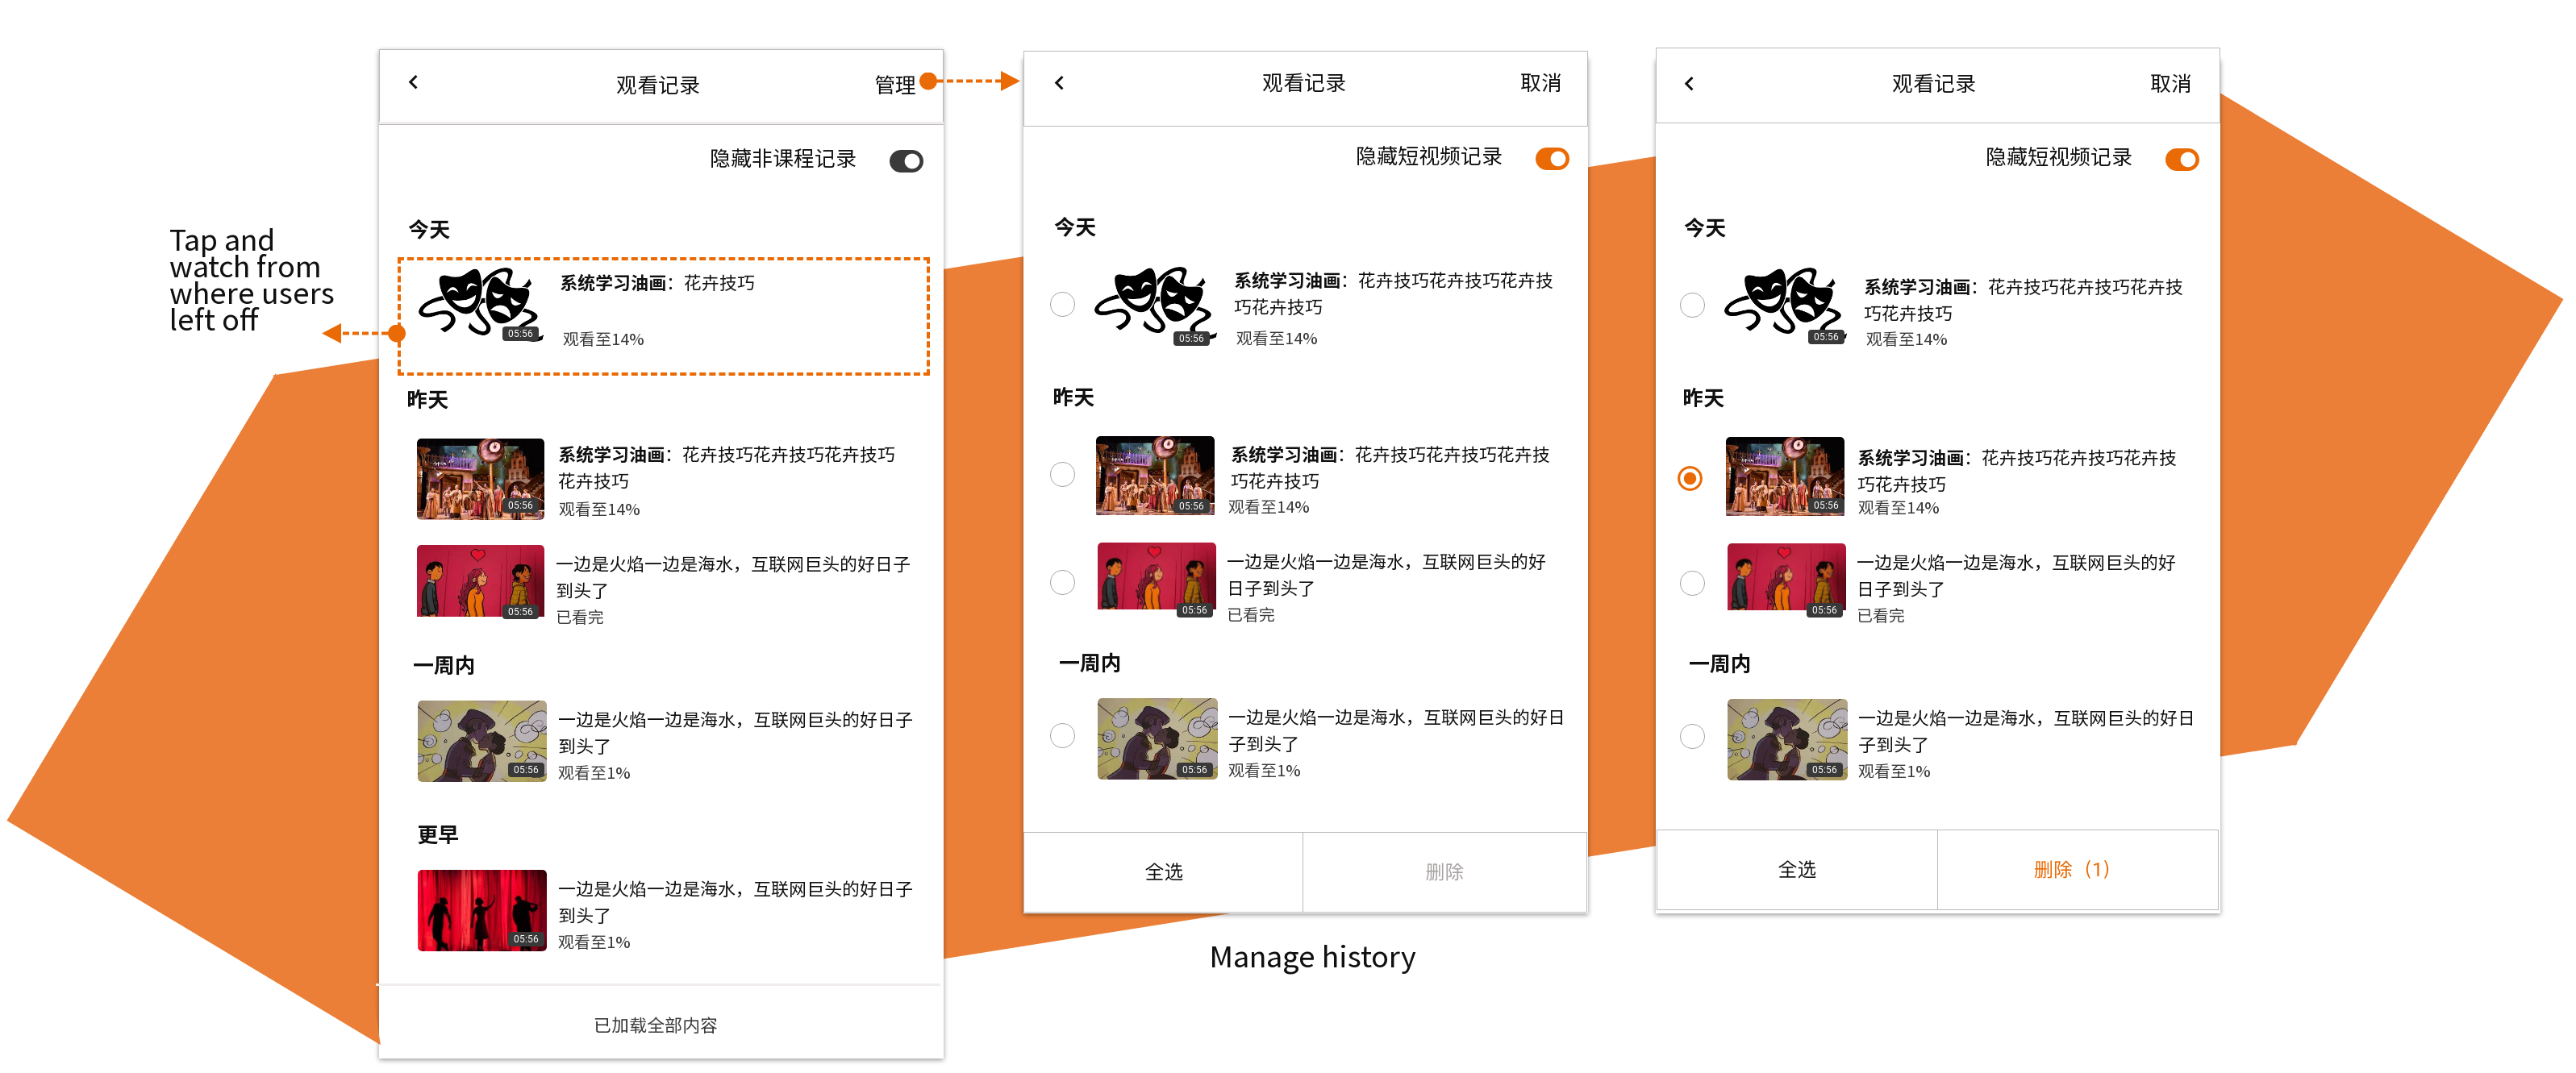 Tap and
watch from
where users
left off
观看记录
管理
隐藏非课程记录
今天
系统学习油画：花卉技巧
05:56
观看至14%
昨天
系统学习油画：花卉技巧花卉技巧花卉技巧
花卉技巧
05:56
观看至14%
一边是火焰一边是海水，互联网巨头的好日子
到头了
05:56
已看完
一周内
一边是火焰一边是海水，互联网巨头的好日子
到头了
05:56
观看至1%
更早
一边是火焰一边是海水，互联网巨头的好日子
到头了
05:56
观看至1%
已加载全部内容
观看记录
取消
隐藏短视频记录
今天
系统学习油画：花卉技巧花卉技巧花卉技
巧花卉技巧
05:56
观看至14%
昨天
系统学习油画：花卉技巧花卉技巧花卉技
巧花卉技巧
05:56
观看至14%
一边是火焰一边是海水，互联网巨头的好
日子到头了
05:56
已看完
一周内
一边是火焰一边是海水，互联网巨头的好日
子到头了
05:56
观看至1%
全选
删除
Manage history
观看记录
取消
隐藏短视频记录
今天
系统学习油画：花卉技巧花卉技巧花卉技
巧花卉技巧
05:56
观看至14%
昨天
系统学习油画：花卉技巧花卉技巧花卉技
巧花卉技巧
05:56
观看至14%
一边是火焰一边是海水，互联网巨头的好
日子到头了
05:56
已看完
一周内
一边是火焰一边是海水，互联网巨头的好日
子到头了
05:56
观看至1%
全选
删除（1）